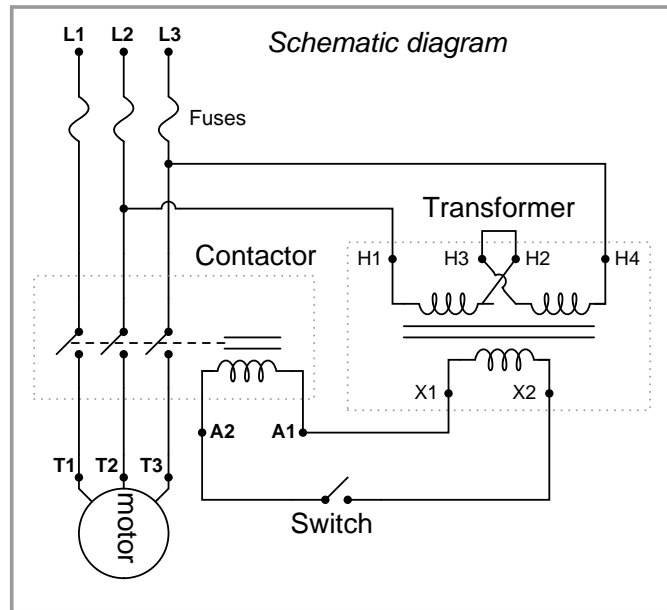 L1 L2 L3 Schematic diagram
Fuses
Transformer
Contactor
H1 H3 H2 H4
X1 X2
A2 A1
T1 T2 T3
motor
Switch